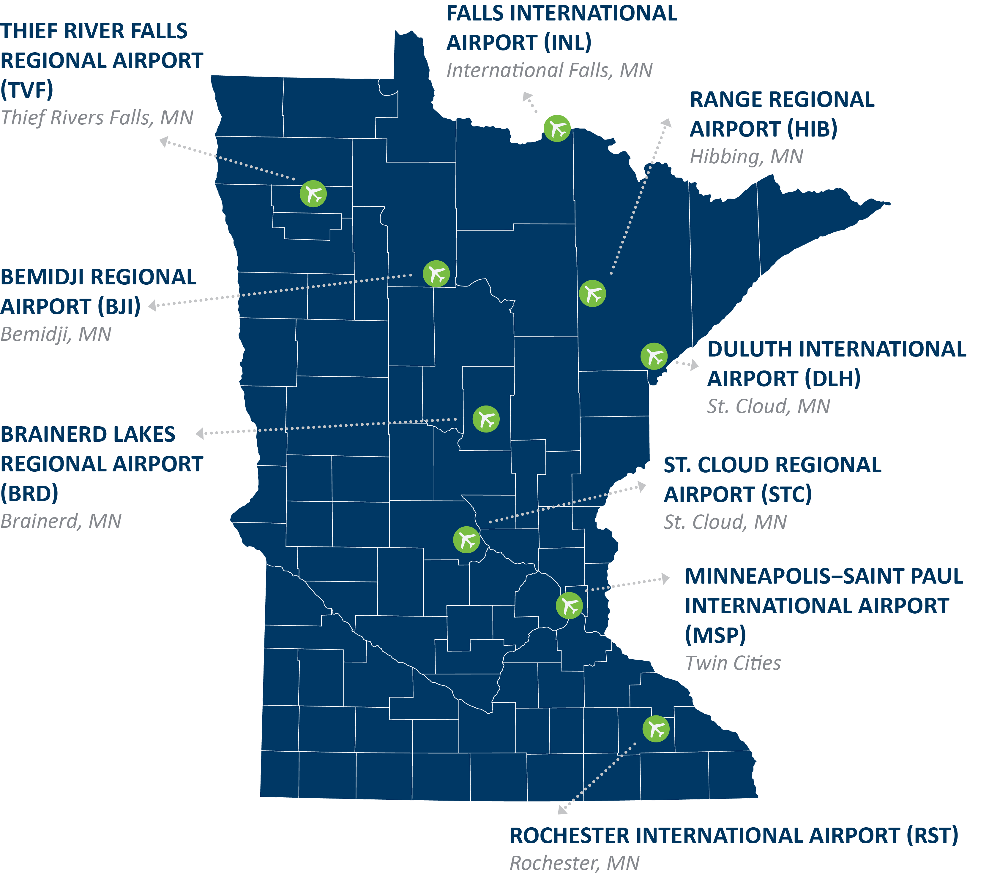 FALLS INTERNATIONAL
AIRPORT (INL)
International Falls, MN
THIEF RIVER FALLS
REGIONAL AIRPORT
(TVF)
Thief Rivers Falls, MN
RANGE REGIONAL
AIRPORT (HIB)
Hibbing, MN
BEMIDJI REGIONAL
AIRPORT (BJI)
Bemidji, MN
DULUTH INTERNATIONAL
AIRPORT (DLH)
St. Cloud, MN
BRAINERD LAKES
REGIONAL AIRPORT
(BRD)
Brainerd, MN
ST. CLOUD REGIONAL
AIRPORT (STC)
St. Cloud, MN
MINNEAPOLIS–SAINT PAUL
INTERNATIONAL AIRPORT
(MSP)
Twin Cities
ROCHESTER INTERNATIONAL AIRPORT (RST)
Rochester, MN